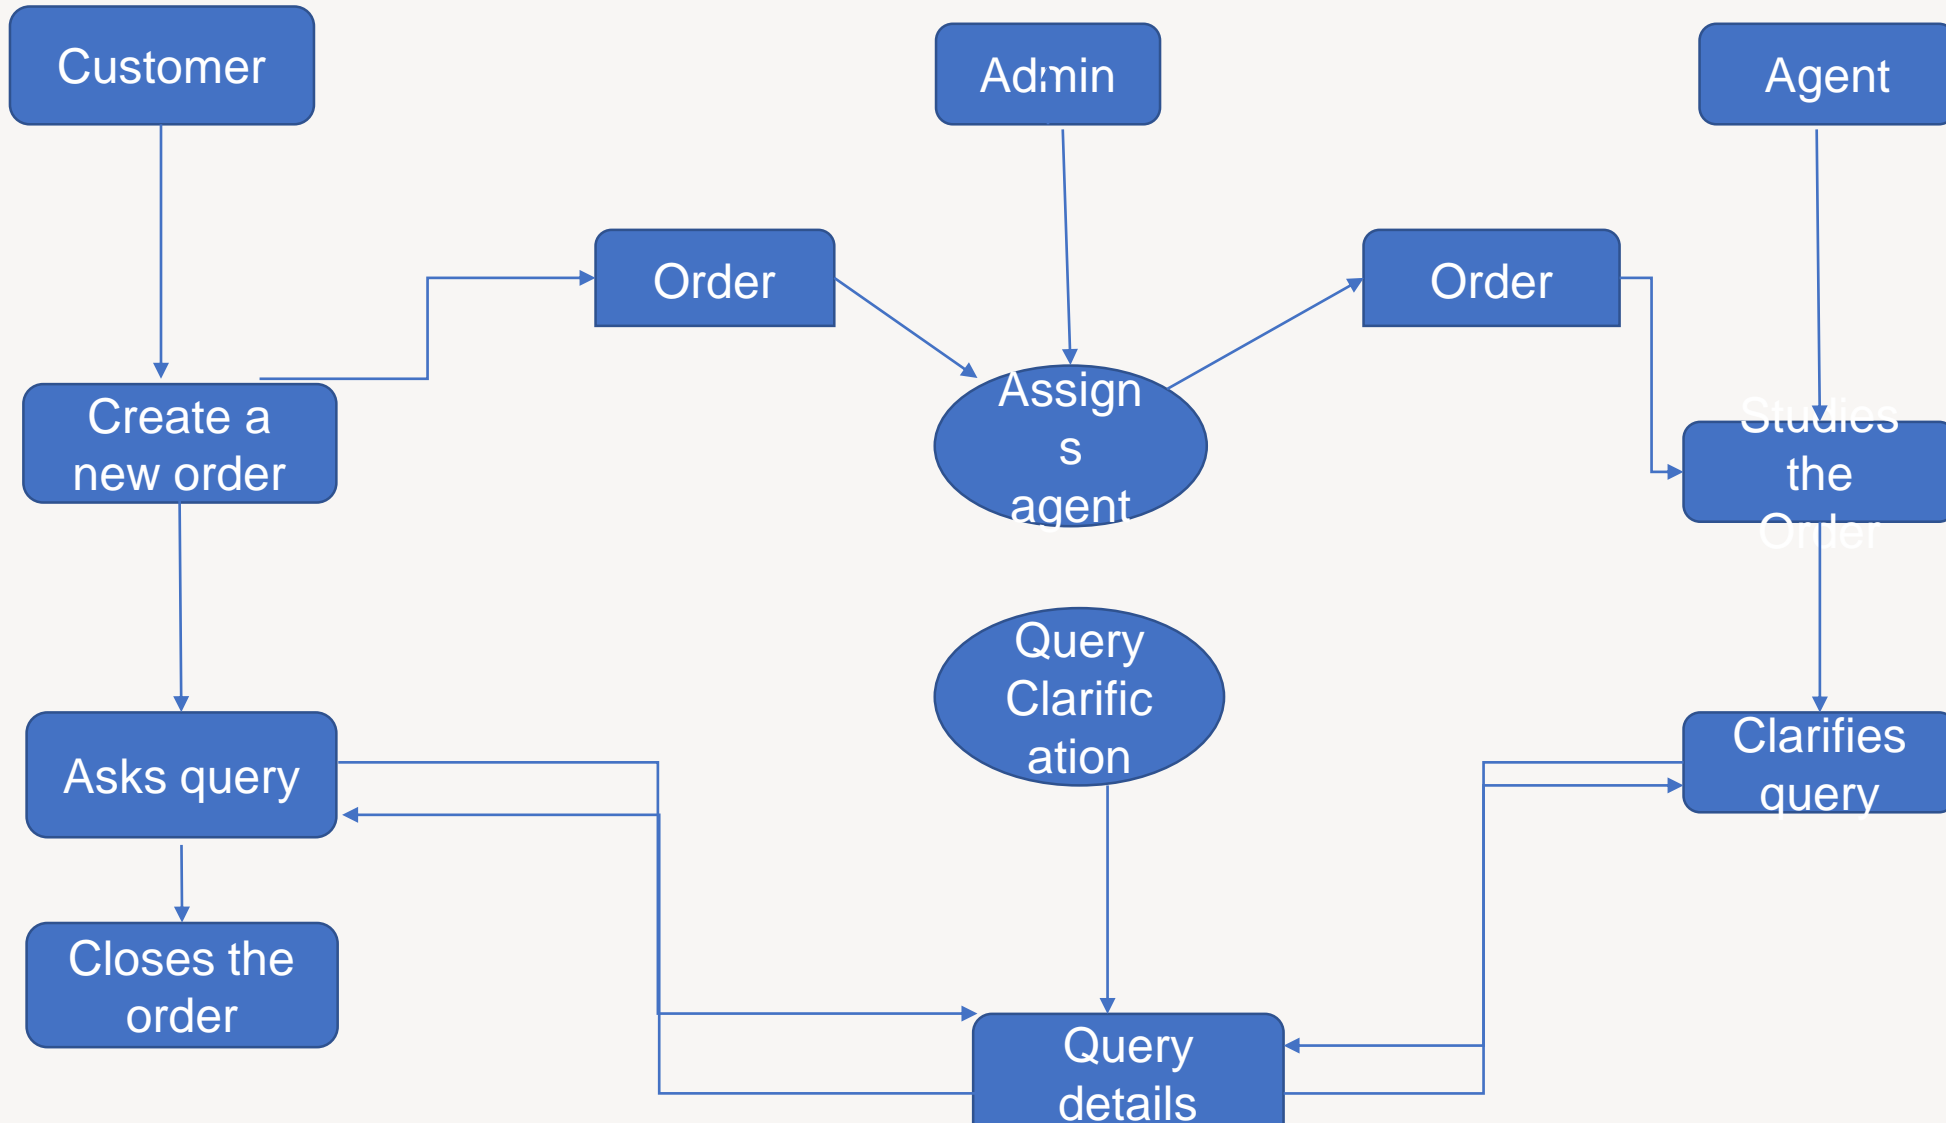 Customer
Admin
Agent
Order
Order
Create a
new order
Assign
s
agent
Studies
the
Order
Query
Clarific
ation
Asks query
Clarifies
query
Closes the
order
Query
details